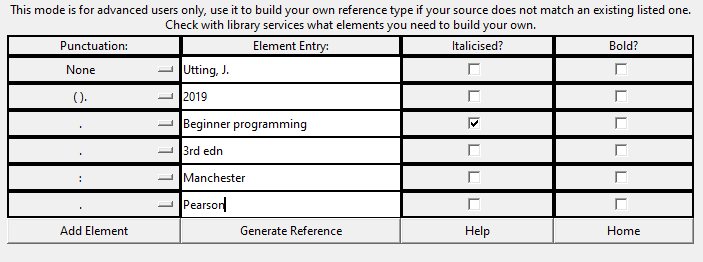 This mode is for advanced users only, use it to build your own reference type if your source does not match an existing listed one.
Check with library services what elements you need to build your own.
Punctuation: Element Entry: Italicised? Bold?
None Utting, J.
( ). 2019
. Beginner programming
. 3rd edn
: Manchester
. Pearson
Add Element Generate Reference Help Home